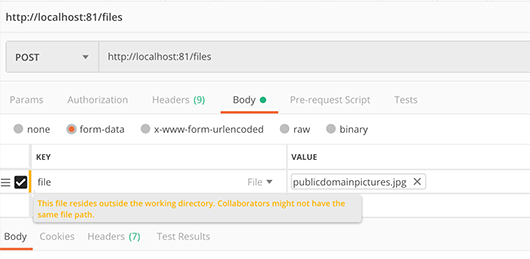 http://localhost:81/files
POST http://localhost:81/files
Params Authorization Headers (9) Body Pre-request Script Tests
none form-data x-www-form-urlencoded raw binary
KEY VALUE
file File publicdomainpictures.jpg
This file resides outside the working directory. Collaborators might not have the
same file path.
Body Cookies Headers (7) Test Results